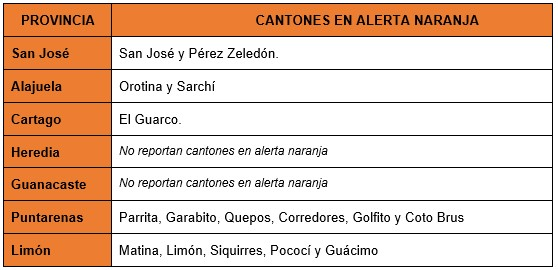 PROVINCIA CANTONES EN ALERTA NARANJA
San José San José y Pérez Zeledón.
Alajuela Orotina y Sarchí
Cartago El Guarco.
Heredia No reportan cantones en alerta naranja
Guanacaste No reportan cantones en alerta naranja
Puntarenas Parrita, Garabito, Quepos, Corredores, Golfito y Coto Brus
Limón Matina, Limón, Siquirres, Pococí y Guácimo